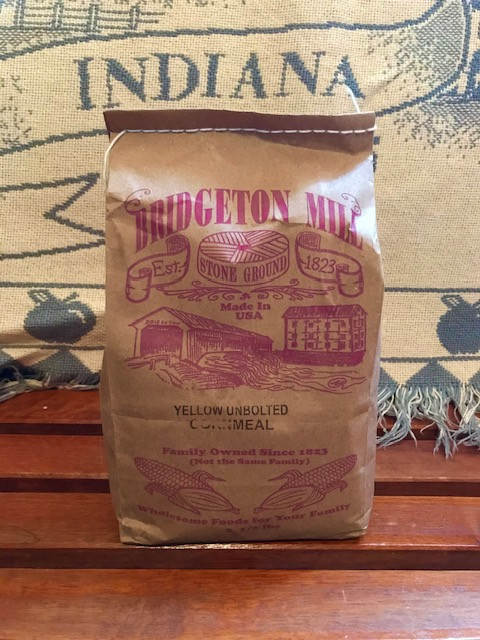 INDIANA
BRIDGETON MILL
Est. STONE GROUND 1823
Made In
USA
YELLOW UNBOLTED
CORNMEAL
Family Owned Since 1823
(Not the Same Family)
Wholesome Foods for Your Family